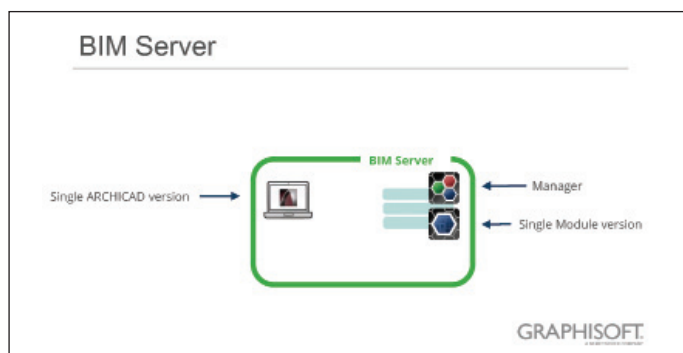 BIM Server
BIM Server
Single ARCHICAD version
Manager
Single Module version
GRAPHISOFT.